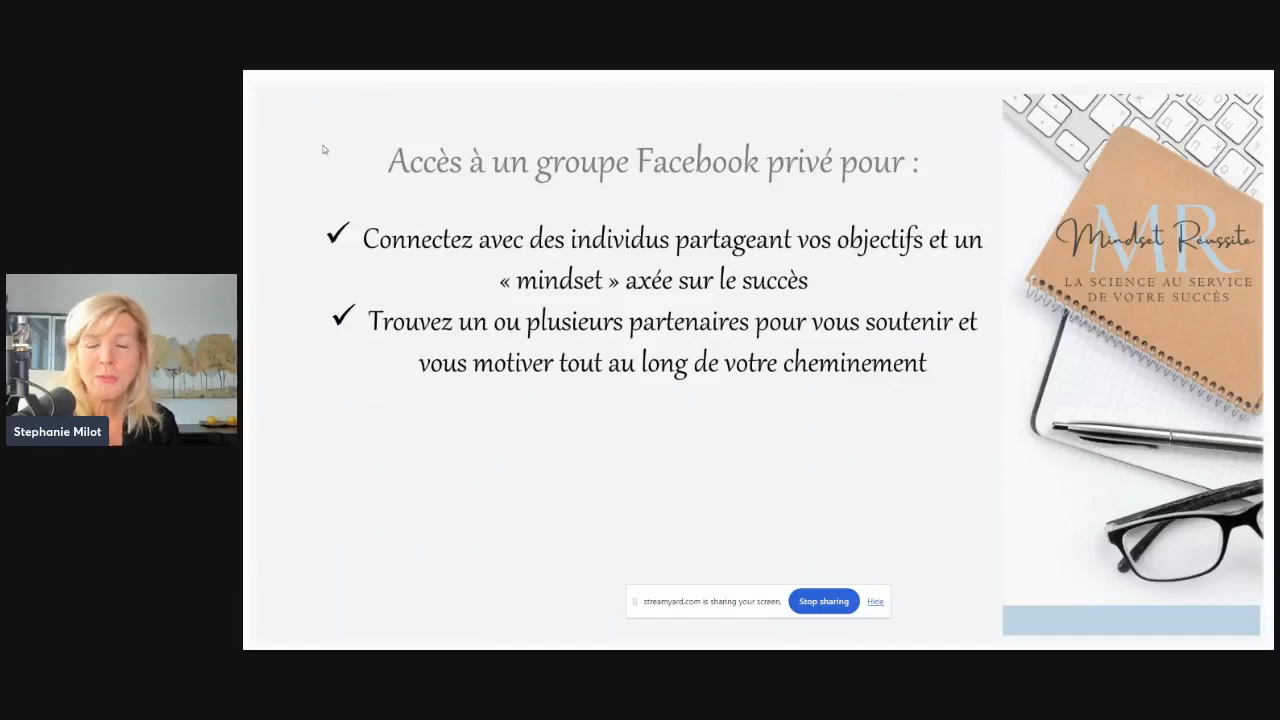 Accès à un groupe Facebook privé pour :
✓ Connectez avec des individus partageant vos objectifs et un
« mindset » axée sur le succès
✓ Trouvez un ou plusieurs partenaires pour vous soutenir et
vous motiver tout au long de votre cheminement
MR
Mindset Réussite
LA SCIENCE AU SERVICE
DE VOTRE SUCCÈS
Stephanie Milot
streamyard.com is sharing your screen. Stop sharing Hide